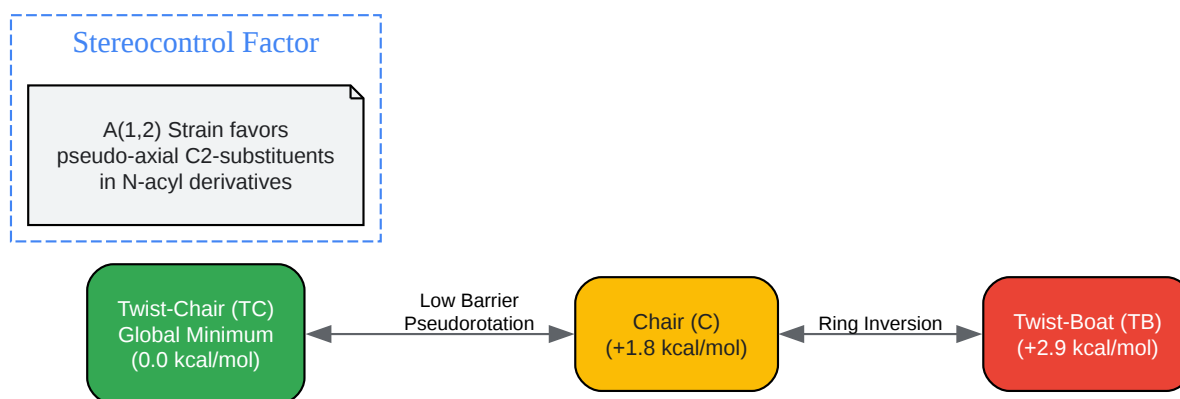 Stereocontrol Factor
A(1,2) Strain favors
pseudo-axial C2-substituents
in N-acyl derivatives
Twist-Chair (TC)
Global Minimum
(0.0 kcal/mol)
Low Barrier
Pseudorotation
Chair (C)
(+1.8 kcal/mol)
Ring Inversion
Twist-Boat (TB)
(+2.9 kcal/mol)